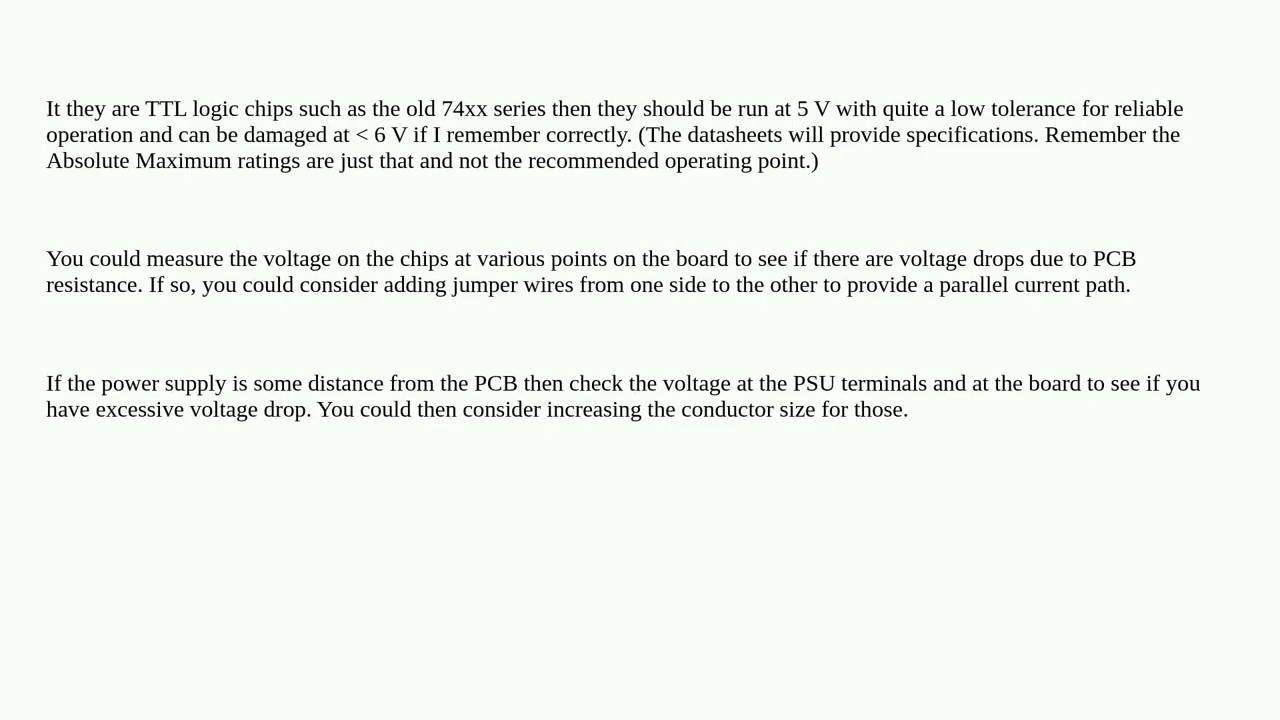 It they are TTL logic chips such as the old 74xx series then they should be run at 5 V with quite a low tolerance for reliable
operation and can be damaged at < 6 V if I remember correctly. (The datasheets will provide specifications. Remember the
Absolute Maximum ratings are just that and not the recommended operating point.)
You could measure the voltage on the chips at various points on the board to see if there are voltage drops due to PCB
resistance. If so, you could consider adding jumper wires from one side to the other to provide a parallel current path.
If the power supply is some distance from the PCB then check the voltage at the PSU terminals and at the board to see if you
have excessive voltage drop. You could then consider increasing the conductor size for those.